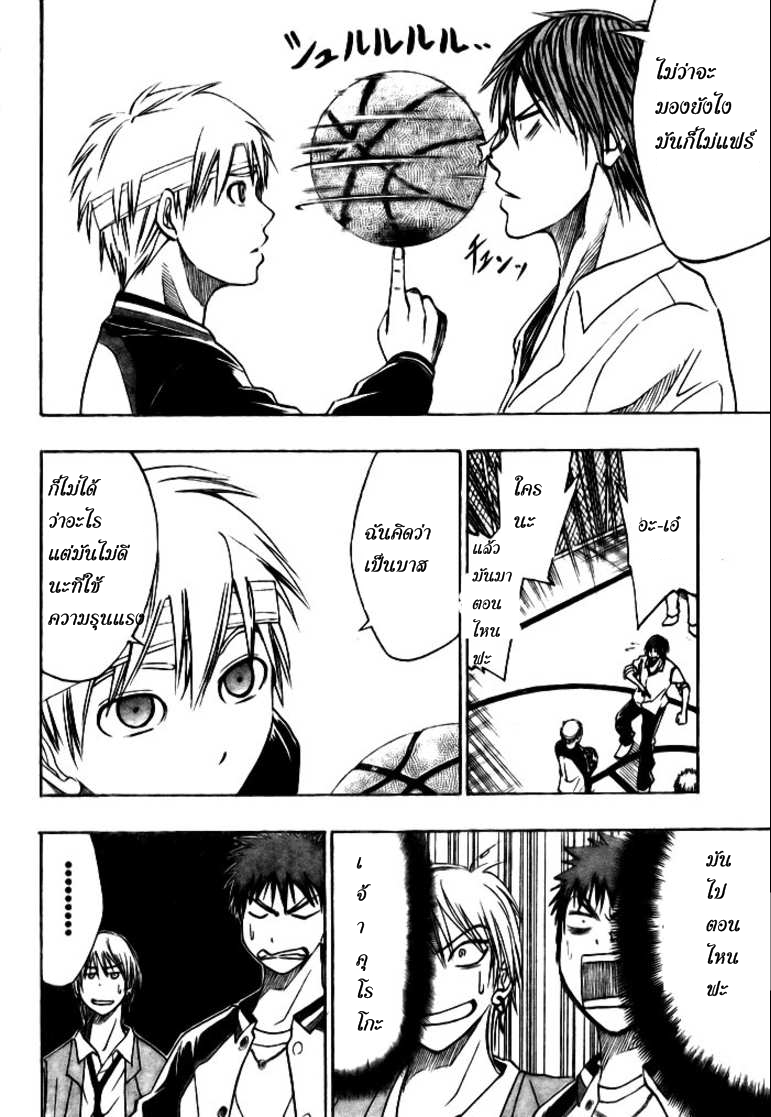 ไม่ว่าจะ
มองยังไง
มันก็ไม่แฟร์
ジュルルルル..
チュンッ
อะ-เอ๋
ใคร
นะ
แล้ว
มันมา
ตอน
ไหน
ฟะ
ฉันคิดว่า
เป็นบาส
ก็ไม่ได้
ว่าอะไร
แต่มันไม่ดี
นะที่ใช้
ความรุนแรง
มัน
ไป
ตอน
ไหน
ฟะ
เ
จ้
า
คุ
โร
โกะ
........